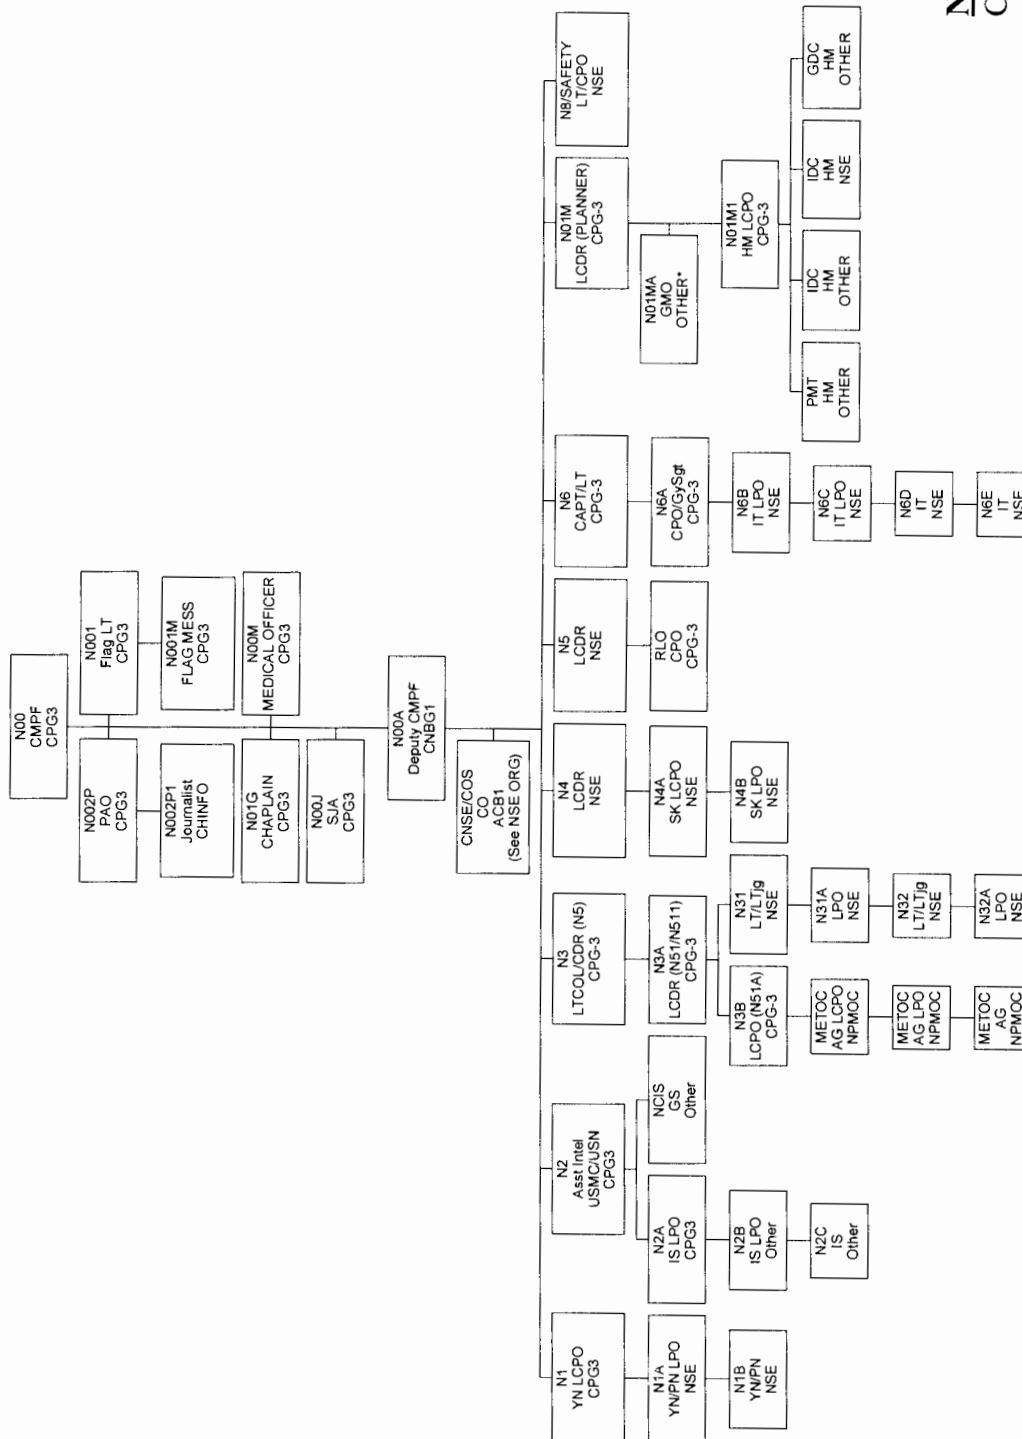 N00
CMPF
CPG3
N002P
PAO
CPG3
N001
Flag LT
CPG3
N002P1
Journalist
CHINFO
N001M
FLAG MESS
CPG3
N01G
CHAPLAIN
CPG3
N00M
MEDICAL OFFICER
CPG3
N00J
SJA
CPG3
N00A
Deputy CMPF
CNBG1
CNSE/COS
CO
ACB1
(See NSE ORG)
N1
YN LCPO
CPG3
N1A
YN/PN LPO
NSE
N1B
YN/PN
NSE
N2
Asst Intel
USMC/USN
CPG3
N2A
IS LPO
CPG3
NCIS
GS
Other
N2B
IS LPO
Other
N2C
IS
Other
N3
LTCOL/CDR (N5)
CPG-3
N3A
LCDR (N51/N511)
CPG-3
N3B
LCPO (N51A)
CPG-3
N31
LT/LTjg
NSE
METOC
AG LCPO
NPMOC
N31A
LPO
NSE
METOC
AG LPO
NPMOC
N32
LT/LTjg
NSE
METOC
AG
NPMOC
N32A
LPO
NSE
N4
LCDR
NSE
N4A
SK LCPO
NSE
N4B
SK LPO
NSE
N5
LCDR
NSE
RLO
CPO
CPG-3
N6
CAPT/LT
CPG-3
N6A
CPO/GySgt
CPG-3
N6B
IT LPO
NSE
N6C
IT LPO
NSE
N6D
IT
NSE
N6E
IT
NSE
N01M
LCDR (PLANNER)
CPG-3
N01MA
GMO
OTHER*
N01M1
HM LCPO
CPG-3
PMT
HM
OTHER
IDC
HM
OTHER
IDC
HM
NSE
GDC
HM
OTHER
N8/SAFETY
LT/CPO
NSE